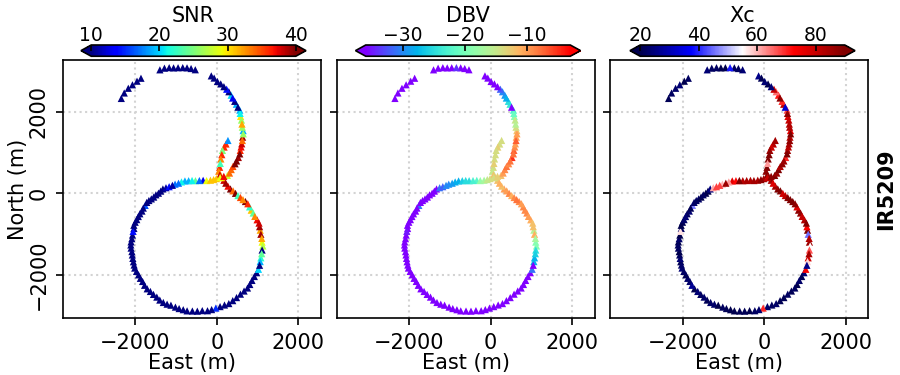 SNR DBV Xc
10 20 30 40 −30 −20 −10 20 40 60 80
2000
0
−2000
North (m)
IR5209
−2000 0 2000 −2000 0 2000 −2000 0 2000
East (m) East (m) East (m)